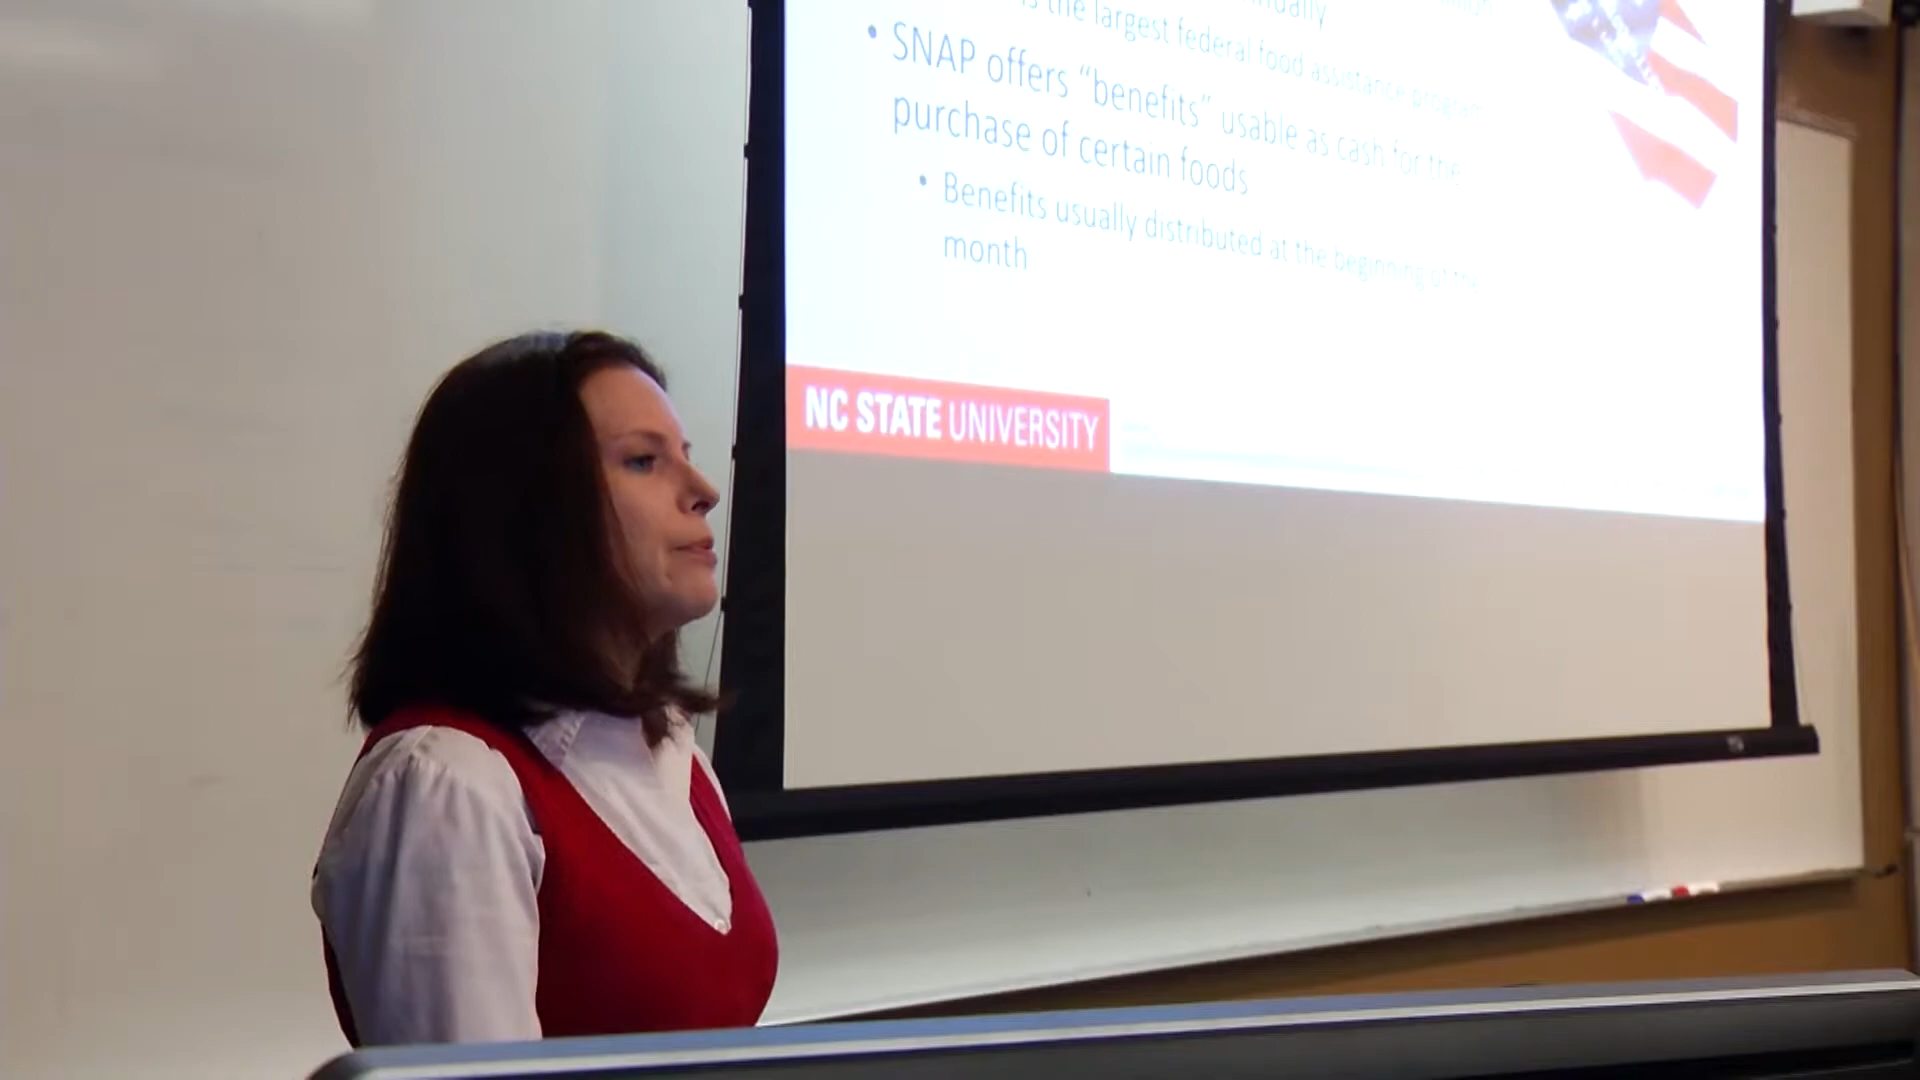 the largest federal food assistance program
• SNAP offers “benefits” usable as cash for the
purchase of certain foods
• Benefits usually distributed at the beginning of the
month
NC STATE UNIVERSITY